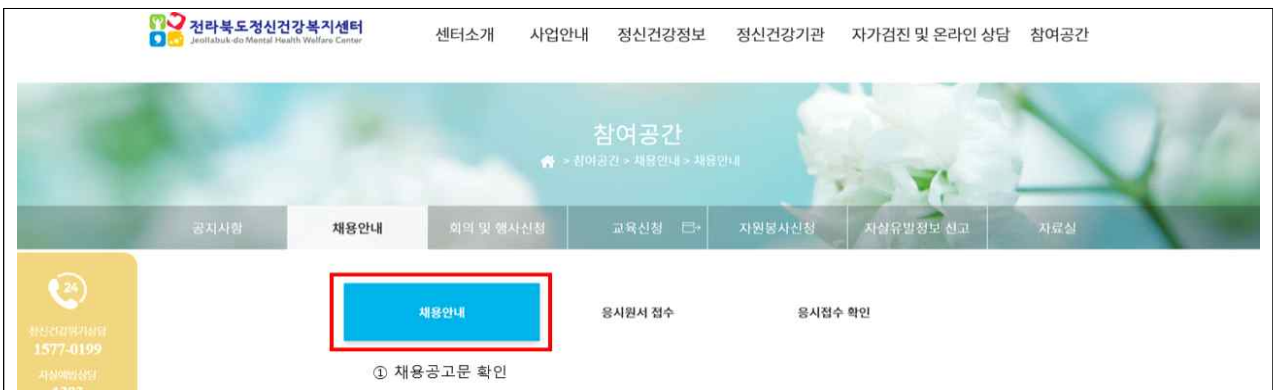 전라북도정신건강복지센터
Jeollabuk-do Mental Health Welfare Center
센터소개 사업안내 정신건강정보 정신건강기관 자가검진 및 온라인 상담 참여공간
참여공간
> 참여공간 > 채용안내 > 채용안내
공지사항 채용안내 회의 및 행사신청 교육신청 자원봉사신청 자살유발정보 신고 자료실
24
정신건강위기상담
1577-0199
자살예방상담
채용안내 응시원서 접수 응시접수 확인
① 채용공고문 확인